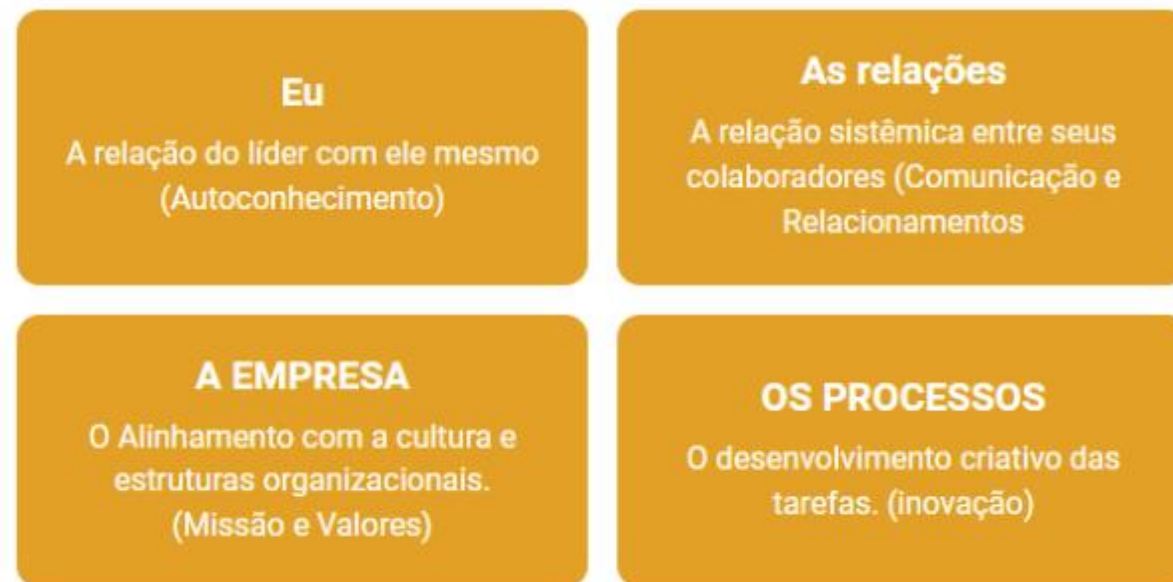 Eu
A relação do líder com ele mesmo
(Autoconhecimento)
As relações
A relação sistêmica entre seus
colaboradores (Comunicação e
Relacionamentos
A EMPRESA
O Alinhamento com a cultura e
estruturas organizacionais.
(Missão e Valores)
OS PROCESSOS
O desenvolvimento criativo das
tarefas. (inovação)